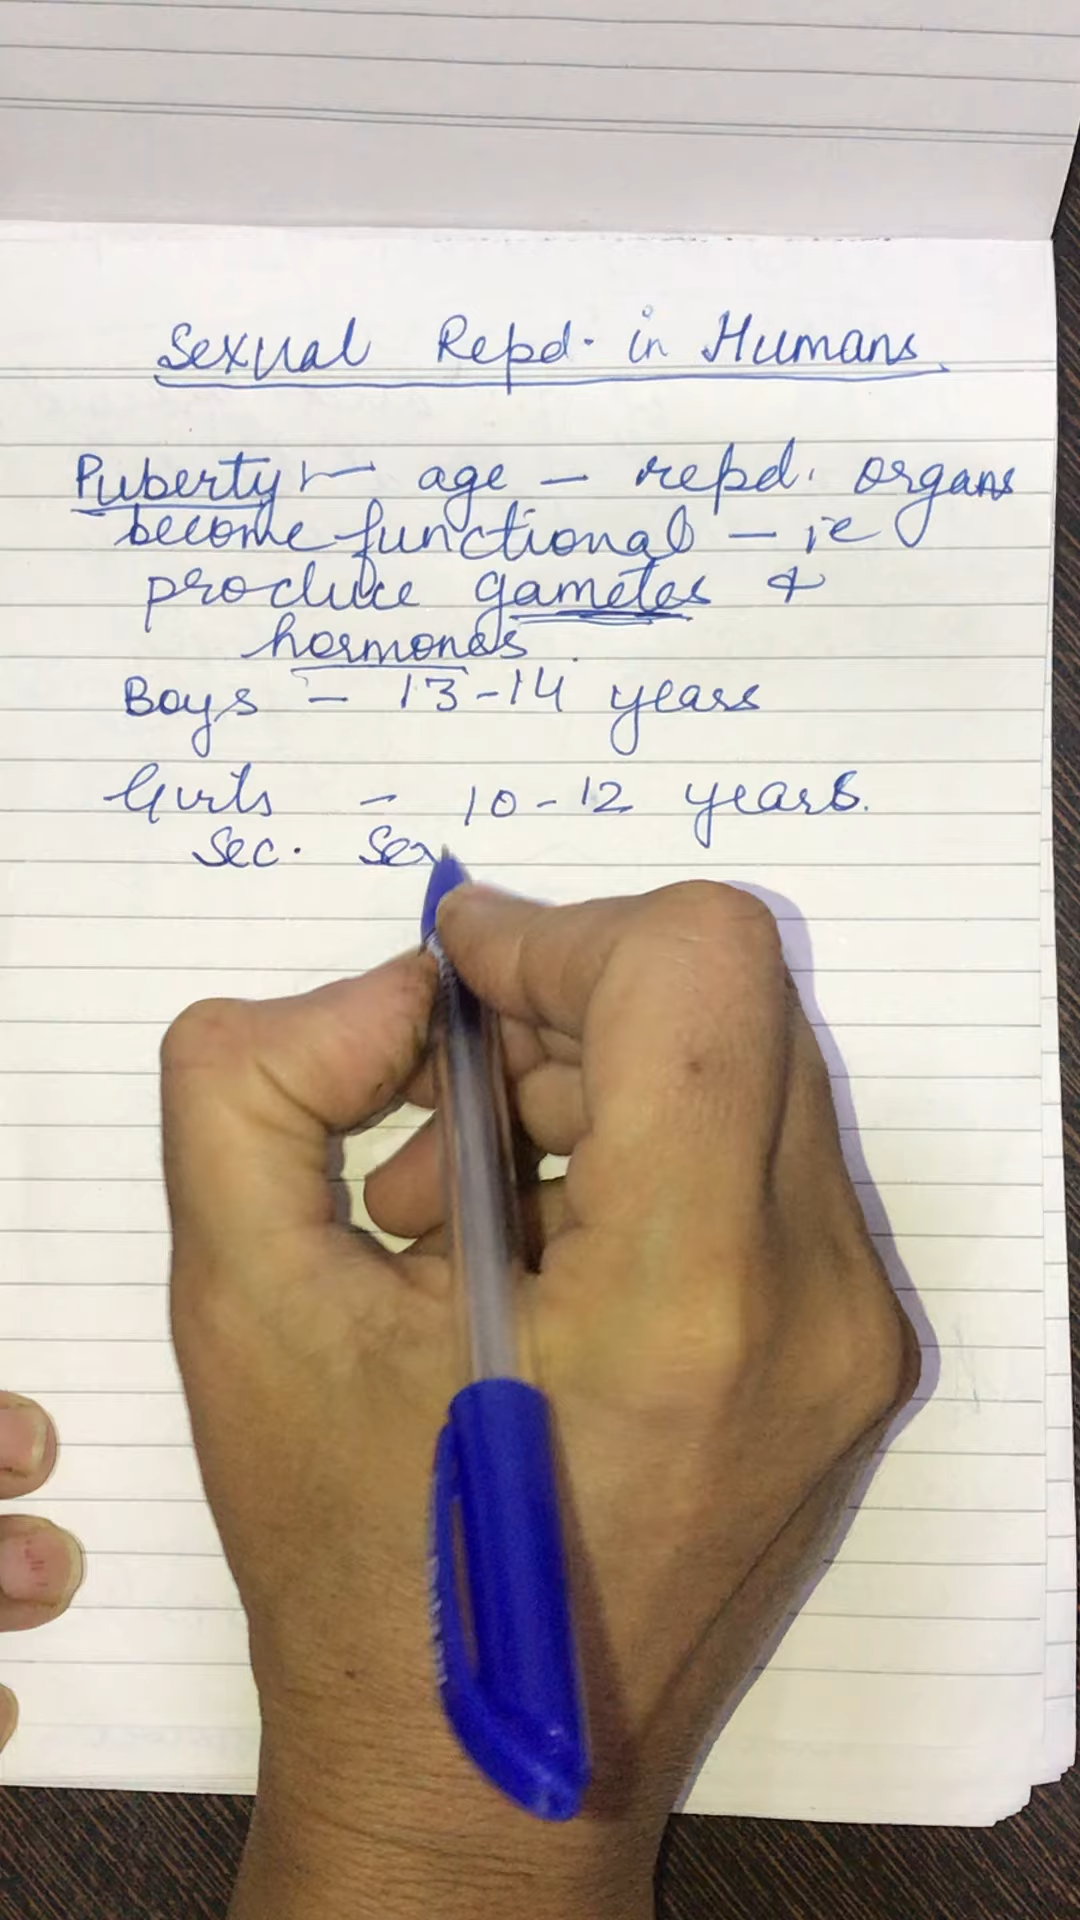 Sexual Repd. in Humans
Puberty :- age - repd. organs
become functional - ie
produce gametes &
hormones.
Boys - 13-14 years
Girls - 10-12 years.
Sec. Sex